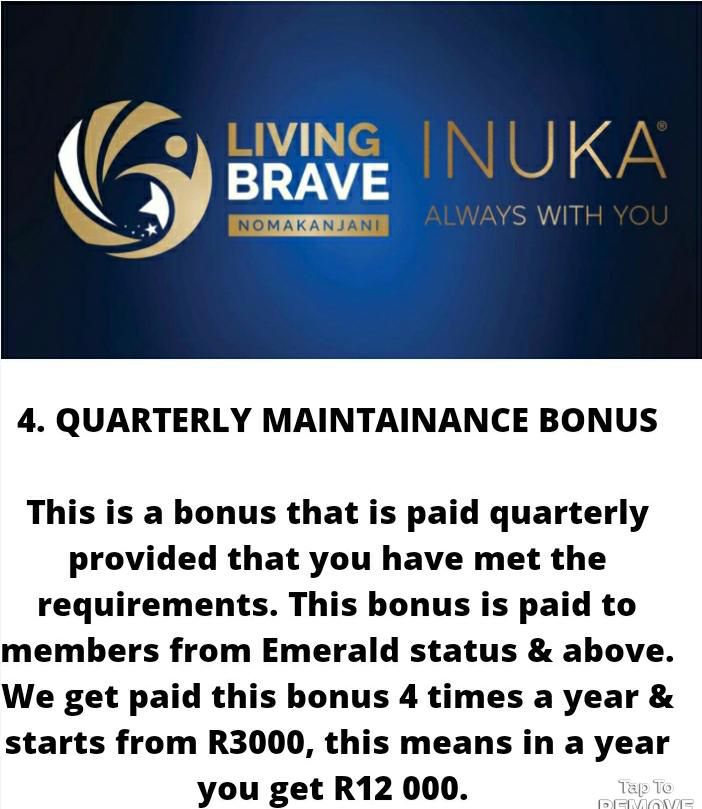 LIVING
BRAVE
NOMAKANJANI
INUKA®
ALWAYS WITH YOU
4. QUARTERLY MAINTAINANCE BONUS
This is a bonus that is paid quarterly
provided that you have met the
requirements. This bonus is paid to
members from Emerald status & above.
We get paid this bonus 4 times a year &
starts from R3000, this means in a year
you get R12 000.
Tap To
REMOVE